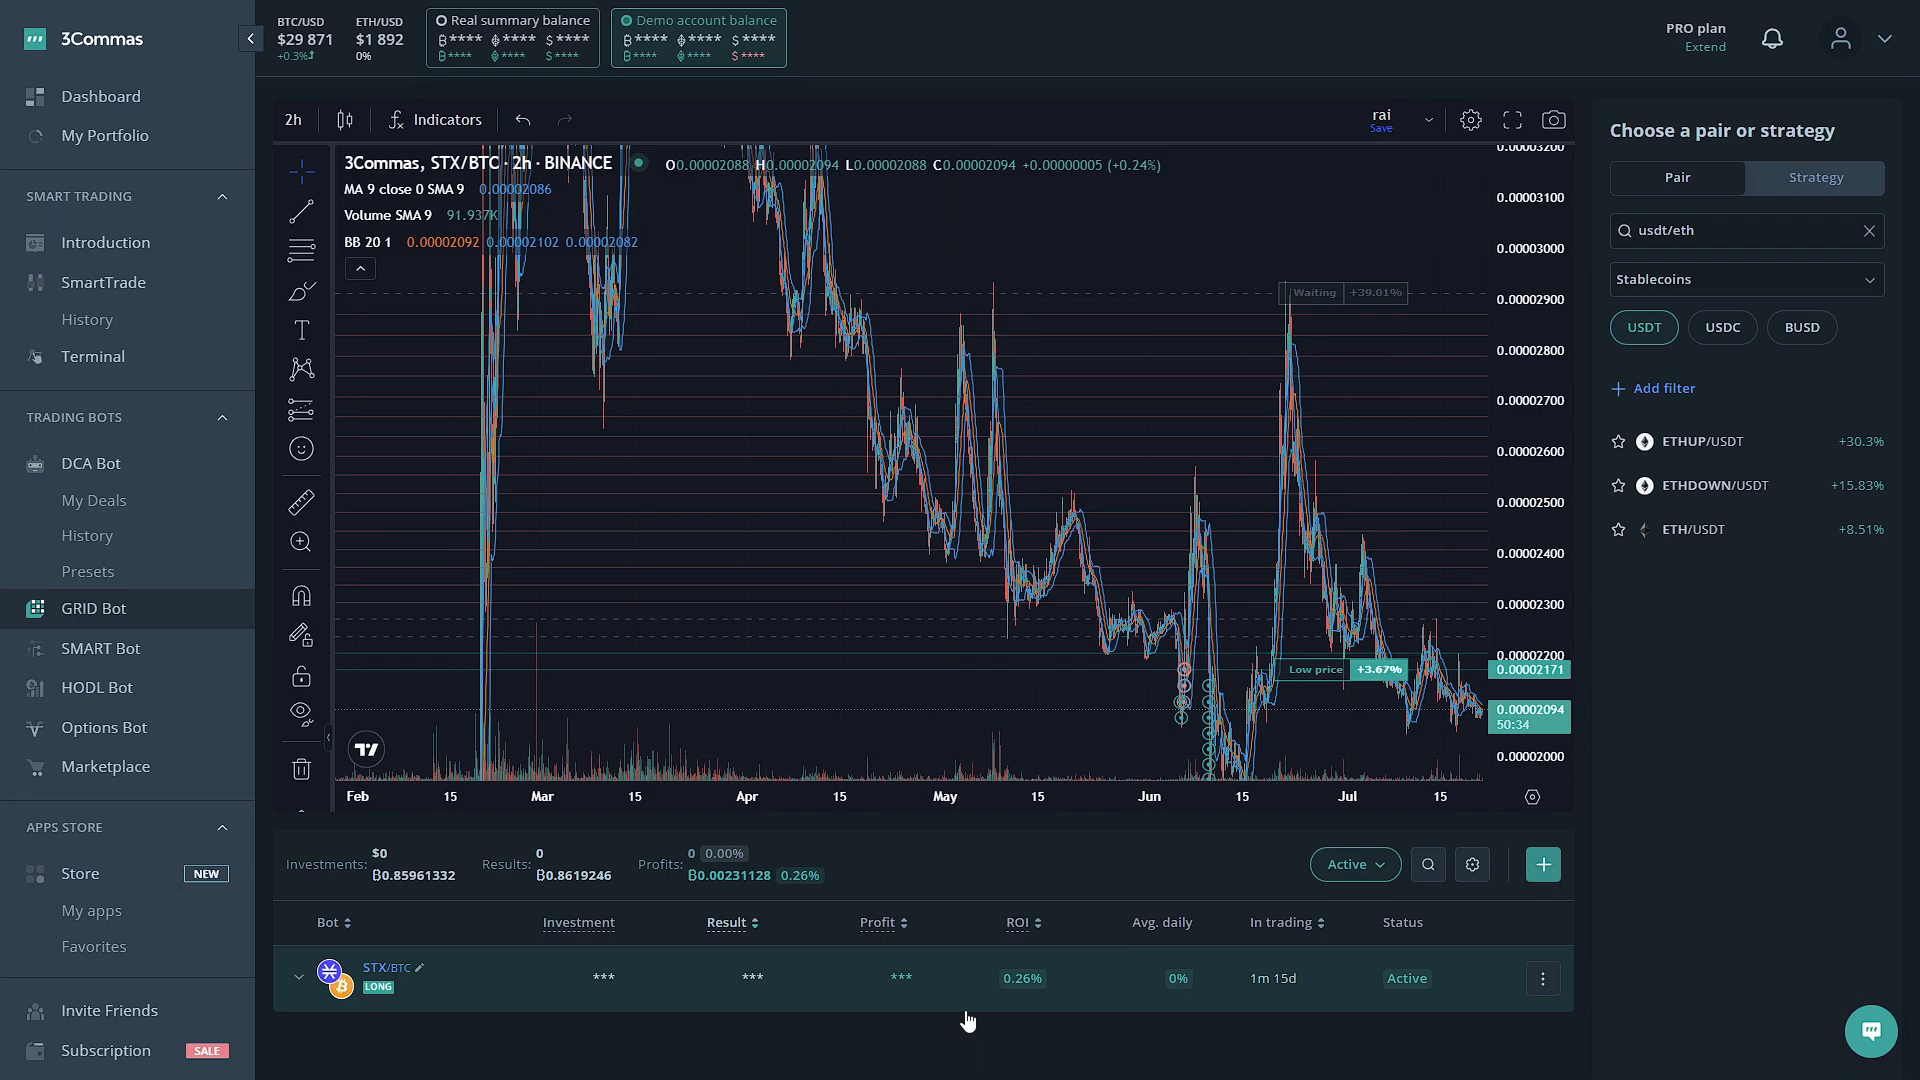 3Commas
BTC/USD
$29 871
+0.3%
ETH/USD
$1 892
0%
Real summary balance
**** **** $****
**** **** $****
Demo account balance
**** **** $****
**** **** $****
PRO plan
Extend
Dashboard
My Portfolio
SMART TRADING
Introduction
SmartTrade
History
Terminal
TRADING BOTS
DCA Bot
My Deals
History
Presets
GRID Bot
SMART Bot
HODL Bot
Options Bot
Marketplace
APPS STORE
Store NEW
My apps
Favorites
Invite Friends
Subscription SALE
2h
Indicators
rai
Save
3Commas, STX/BTC · 2h · BINANCE
O0.00002088 H0.00002094 L0.00002088 C0.00002094 +0.00000005 (+0.24%)
MA 9 close 0 SMA 9 0.00002086
Volume SMA 9 91.937K
BB 20 1 0.00002092 0.00002102 0.00002082
Waiting +39.01%
Low price +3.67%
0.00003200
0.00003100
0.00003000
0.00002900
0.00002800
0.00002700
0.00002600
0.00002500
0.00002400
0.00002300
0.00002200
0.00002171
0.00002094
50:34
0.00002000
Feb 15 Mar 15 Apr 15 May 15 Jun 15 Jul 15
Investments: $0
₿0.85961332
Results: 0
₿0.8619246
Profits: 0 0.00%
₿0.00231128 0.26%
Active
Bot Investment Result Profit ROI Avg. daily In trading Status
STX/BTC
LONG
*** *** *** 0.26% 0% 1m 15d Active
Choose a pair or strategy
Pair Strategy
usdt/eth
Stablecoins
USDT USDC BUSD
Add filter
ETHUP/USDT +30.3%
ETHDOWN/USDT +15.83%
ETH/USDT +8.51%